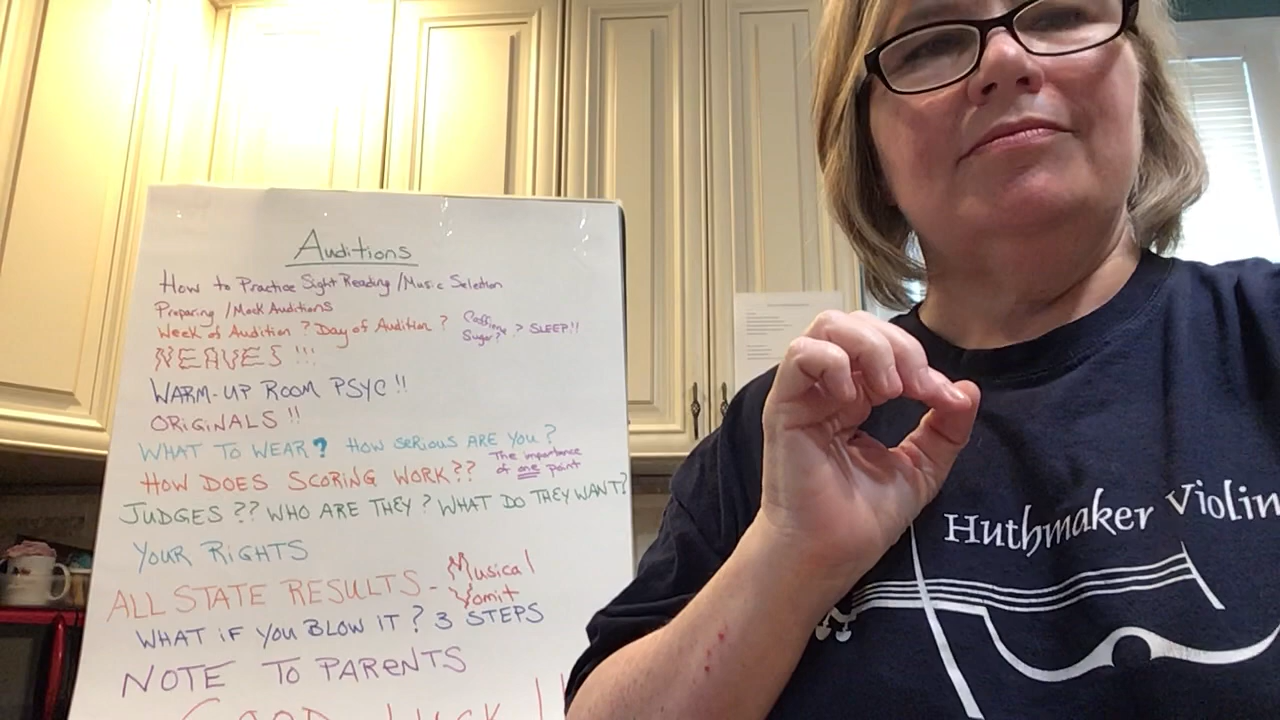 Auditions
How to Practice Sight Reading / Music Selection
Preparing / Mock Auditions
Week of Audition ? Day of Audition ? Caffiene Sugar? ? SLEEP!!
NERVES !!!
WARM-UP ROOM PSYC !!
ORIGINALS !!
WHAT TO WEAR? HOW SERIOUS ARE YOU ?
HOW DOES SCORING WORK?? The importance of one point
JUDGES ?? WHO ARE THEY ? WHAT DO THEY WANT?
YOUR RIGHTS
ALL STATE RESULTS - Musical Vomit
WHAT IF YOU BLOW IT ? 3 STEPS
NOTE TO PARENTS
GOOD LUCK !!
Huthmaker Violin